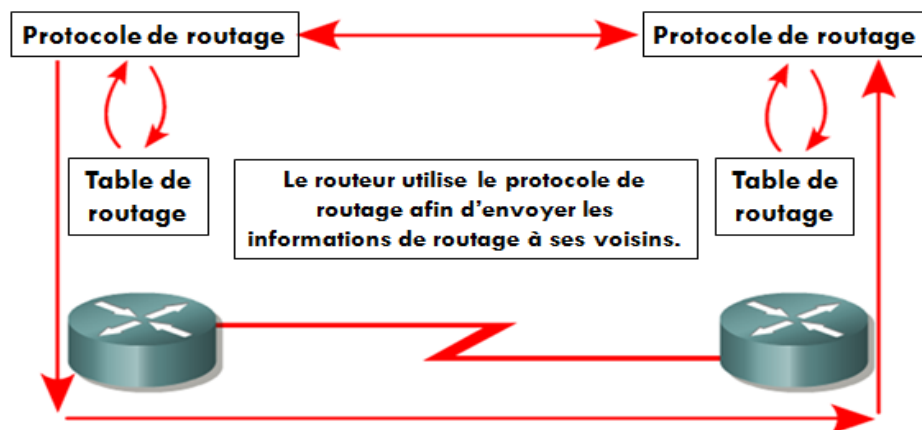 Protocole de routage
Protocole de routage
Table de
routage
Le routeur utilise le protocole de
routage afin d'envoyer les
informations de routage à ses voisins.
Table de
routage